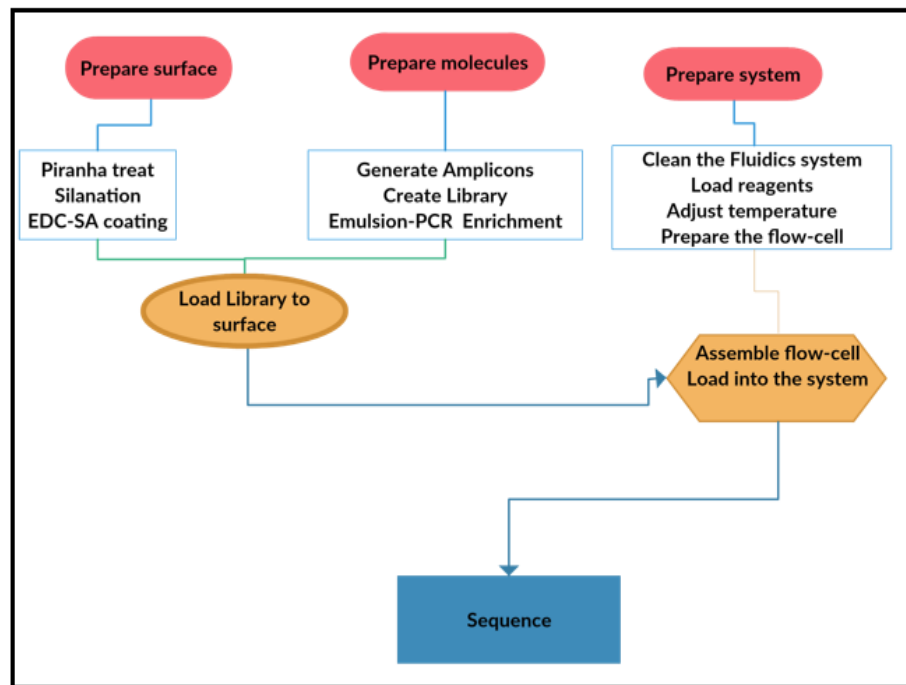 Prepare surface
Prepare molecules
Prepare system
Piranha treat
Silanation
EDC-SA coating
Generate Amplicons
Create Library
Emulsion-PCR Enrichment
Clean the Fluidics system
Load reagents
Adjust temperature
Prepare the flow-cell
Load Library to
surface
Assemble flow-cell
Load into the system
Sequence